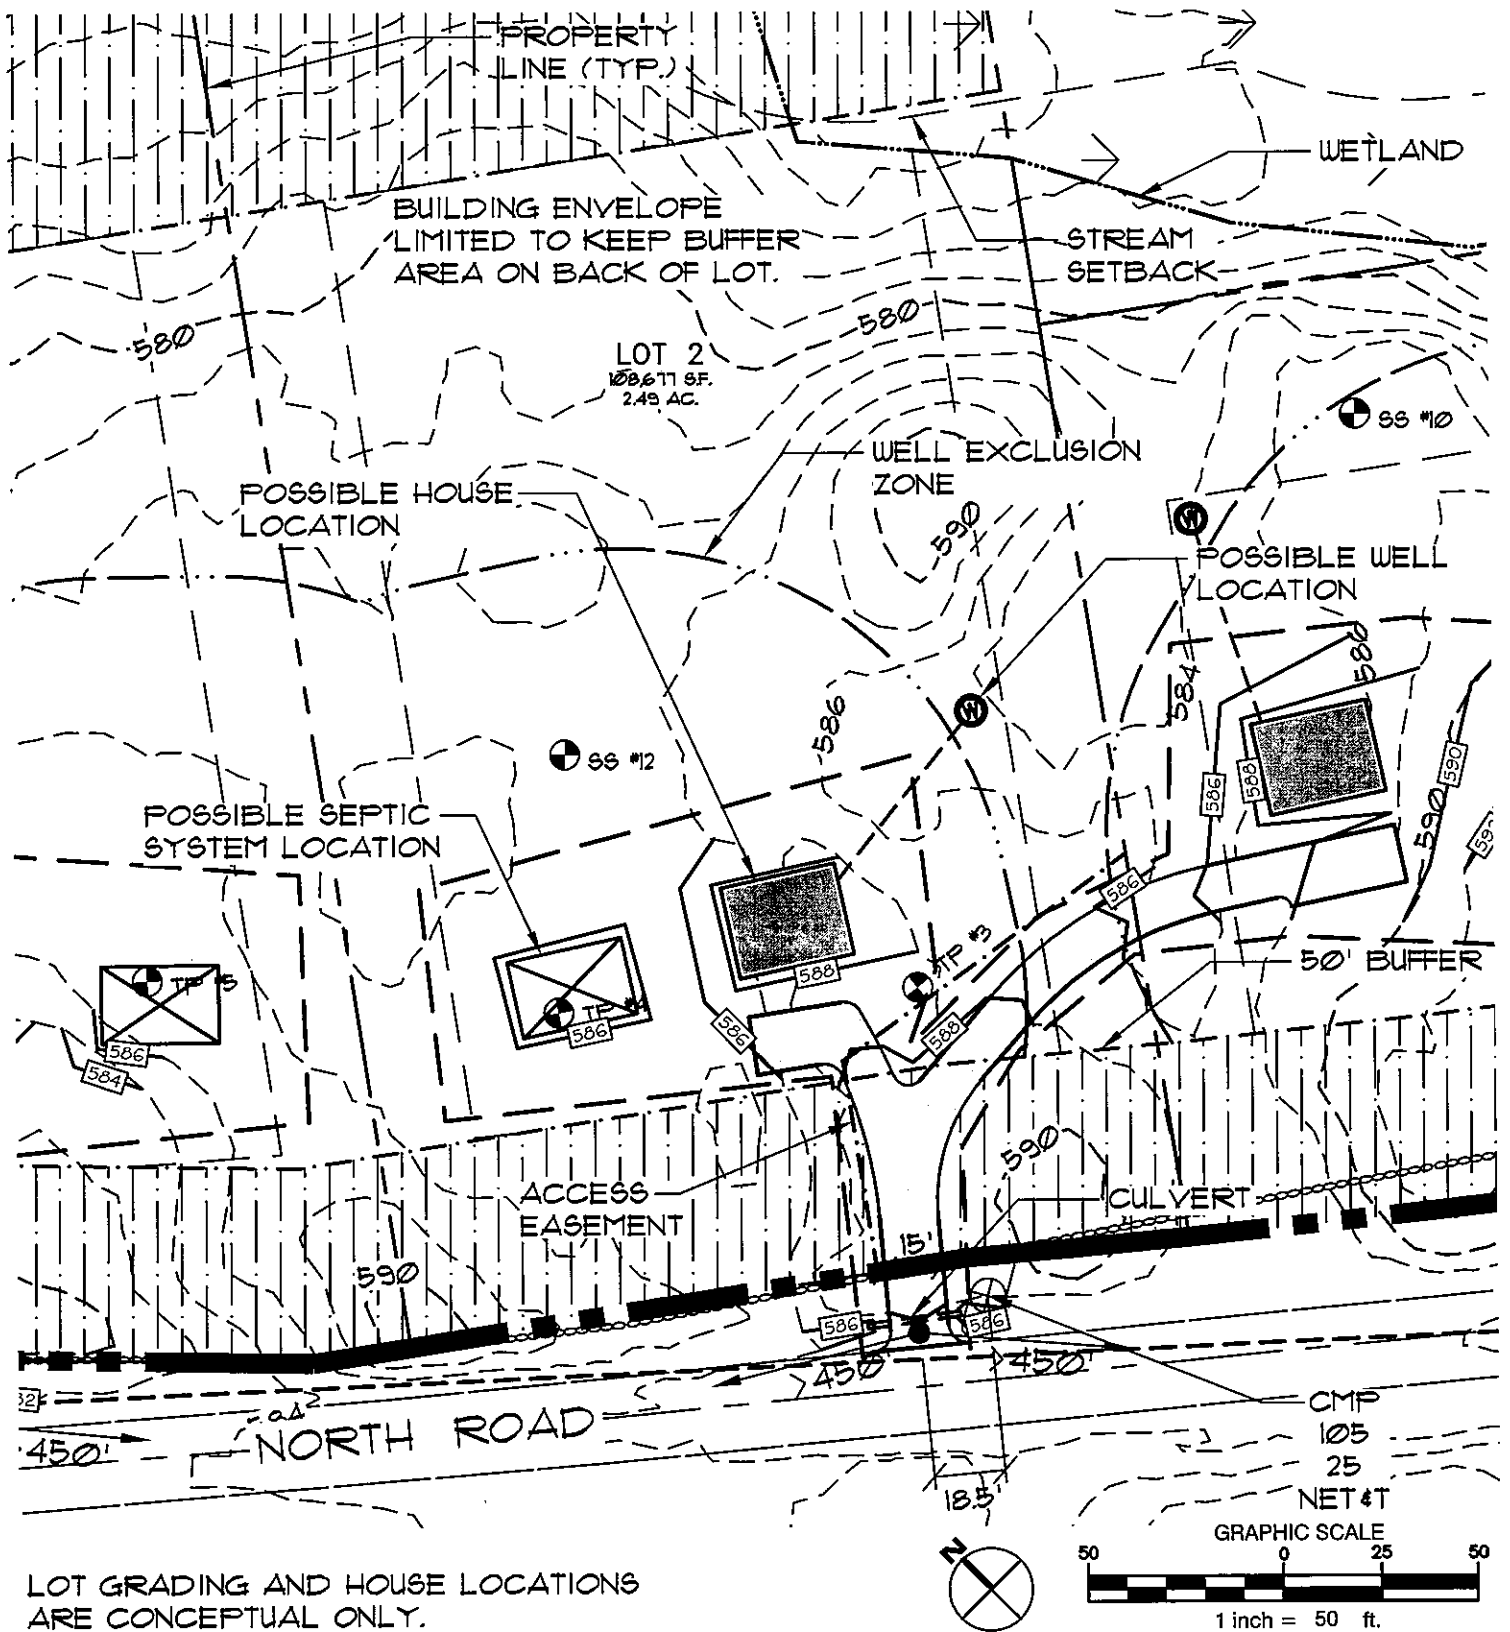 PROPERTY
LINE (TYP.)
WETLAND
BUILDING ENVELOPE
LIMITED TO KEEP BUFFER
AREA ON BACK OF LOT.
STREAM
SETBACK
580
580
LOT 2
108,677 S.F.
2.49 AC.
SS #10
WELL EXCLUSION
ZONE
POSSIBLE HOUSE
LOCATION
590
POSSIBLE WELL
LOCATION
586
584
586
SS #12
588
586
590
590
POSSIBLE SEPTIC
SYSTEM LOCATION
586
TP #3
50' BUFFER
TP #5
588
586
586
588
586
584
590
ACCESS
EASEMENT
CULVERT
15'
590
586
586
450'
450'
CMP
105
25
NET&T
NORTH ROAD
450'
18.5'
N
GRAPHIC SCALE
50 0 25 50
1 inch = 50 ft.
LOT GRADING AND HOUSE LOCATIONS
ARE CONCEPTUAL ONLY.